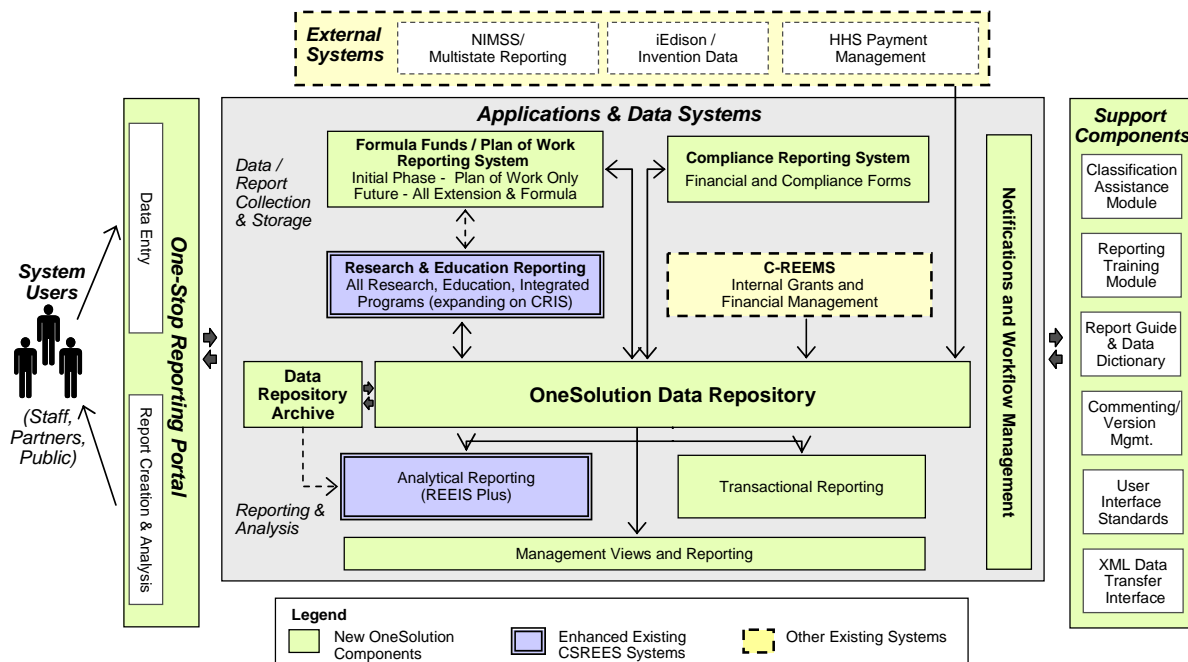 External
Systems
NIMSS/
Multistate Reporting
iEdison /
Invention Data
HHS Payment
Management
System
Users
(Staff,
Partners,
Public)
Data Entry
Report Creation & Analysis
One-Stop Reporting Portal
Applications & Data Systems
Data /
Report
Collection
& Storage
Formula Funds / Plan of Work
Reporting System
Initial Phase - Plan of Work Only
Future - All Extension & Formula
Compliance Reporting System
Financial and Compliance Forms
Research & Education Reporting
All Research, Education, Integrated
Programs (expanding on CRIS)
C-REEMS
Internal Grants and
Financial Management
Data
Repository
Archive
OneSolution Data Repository
Reporting &
Analysis
Analytical Reporting
(REEIS Plus)
Transactional Reporting
Management Views and Reporting
Notifications and Workflow Management
Support
Components
Classification
Assistance
Module
Reporting
Training
Module
Report Guide
& Data
Dictionary
Commenting/
Version
Mgmt.
User
Interface
Standards
XML Data
Transfer
Interface
Legend
New OneSolution
Components
Enhanced Existing
CSREES Systems
Other Existing Systems